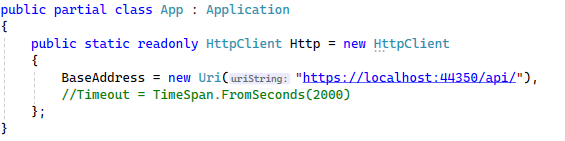 public partial class App : Application
{
    public static readonly HttpClient Http = new HttpClient
    {
        BaseAddress = new Uri(uriString: "https://localhost:44350/api/"),
        //Timeout = TimeSpan.FromSeconds(2000)
    };
}